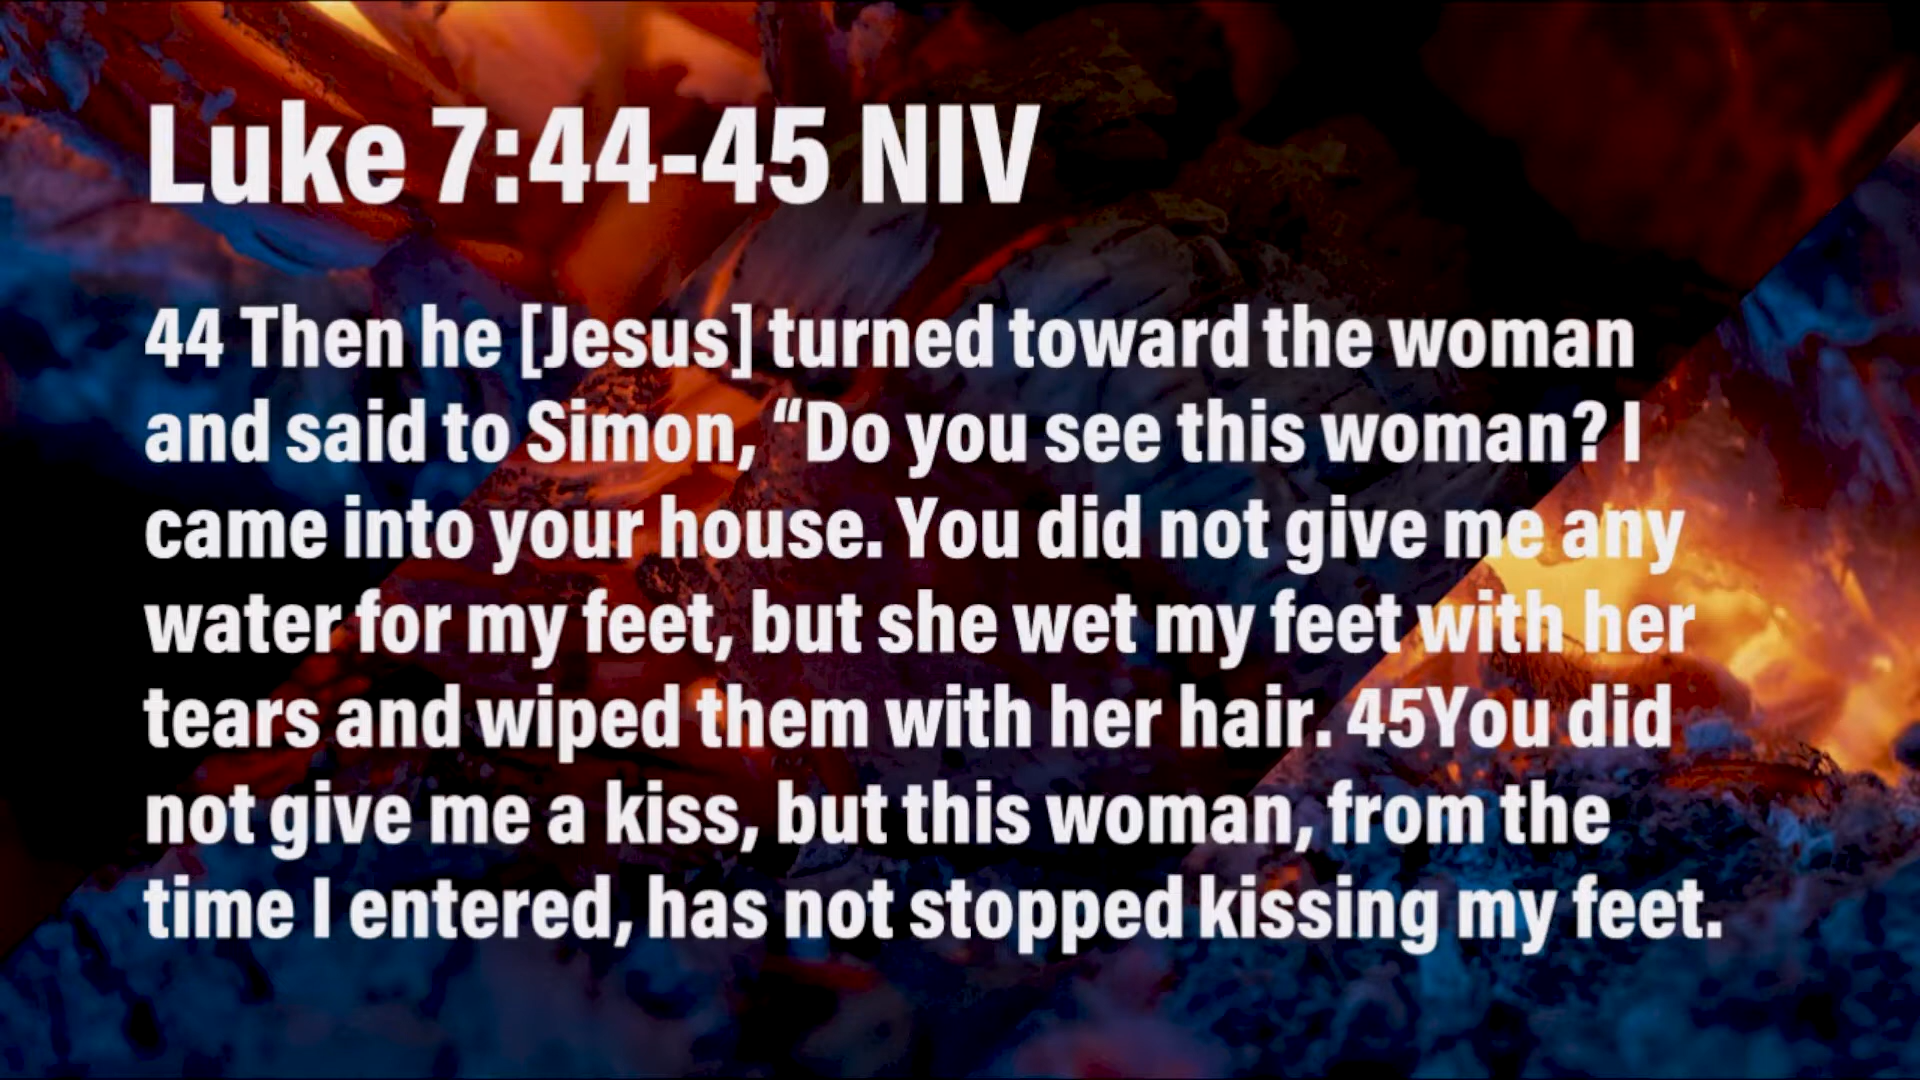 Luke 7:44-45 NIV
44 Then he [Jesus] turned toward the woman
and said to Simon, “Do you see this woman? I
came into your house. You did not give me any
water for my feet, but she wet my feet with her
tears and wiped them with her hair. 45You did
not give me a kiss, but this woman, from the
time I entered, has not stopped kissing my feet.